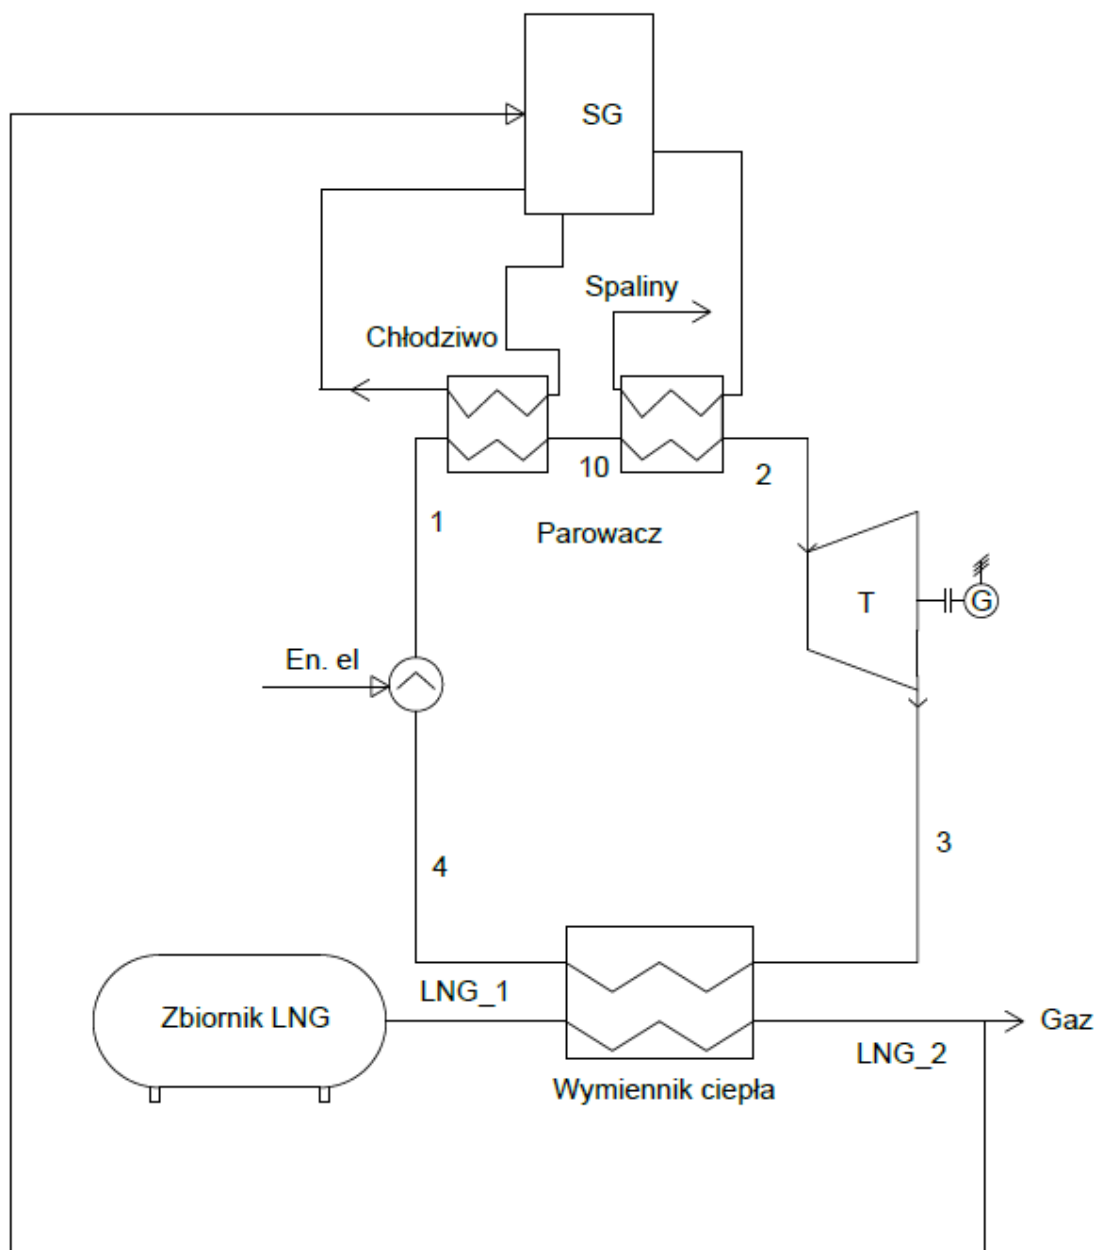 SG
Spaliny
Chłodziwo
10
2
1
Parowacz
T
G
En. el
3
4
LNG_1
Zbiornik LNG
Gaz
LNG_2
Wymiennik ciepła